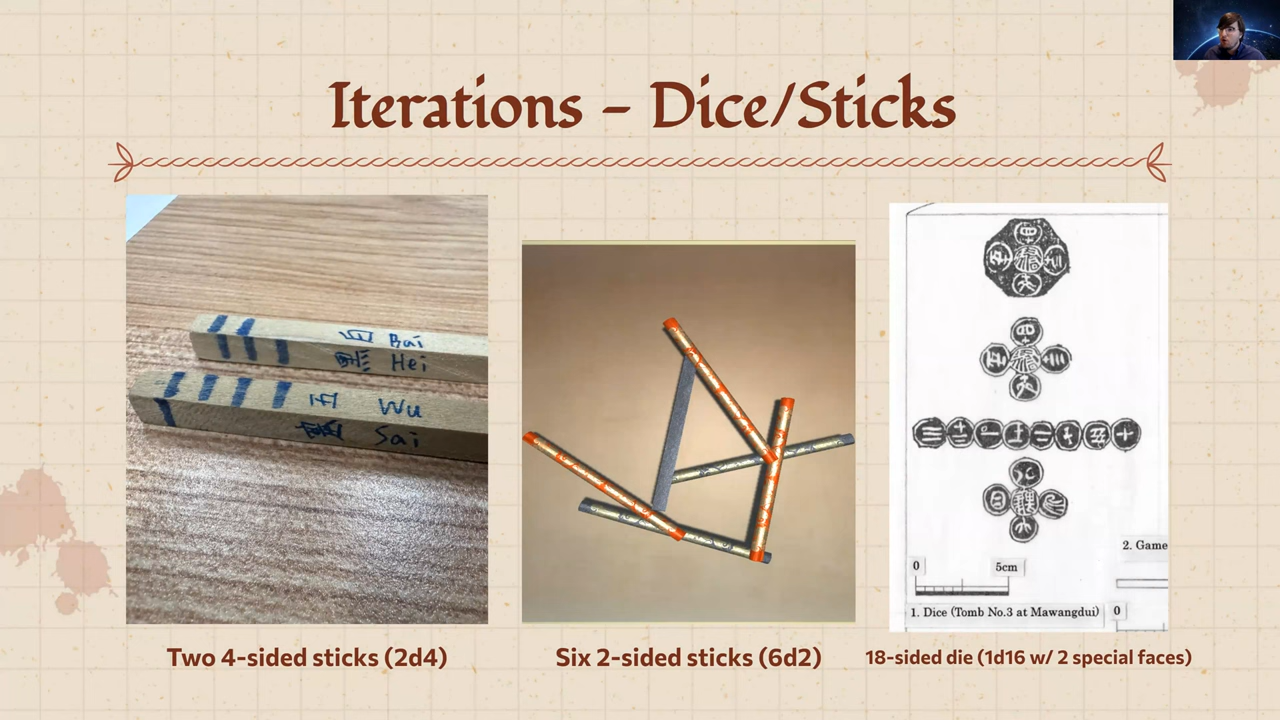 Iterations - Dice/Sticks
Bai
Hei
Wu
Sai
0 5cm
1. Dice (Tomb No.3 at Mawangdui)
2. Game
0
Two 4-sided sticks (2d4)
Six 2-sided sticks (6d2)
18-sided die (1d16 w/ 2 special faces)